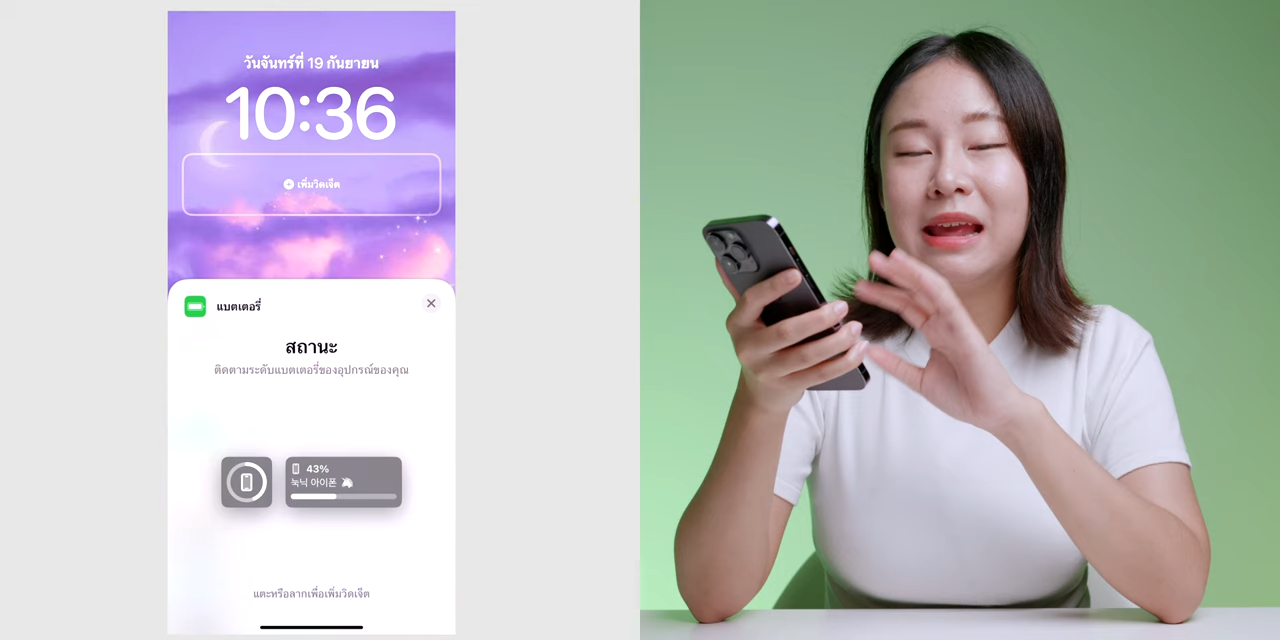 วันจันทร์ที่ 19 กันยายน
10:36
เพิ่มวิดเจ็ต
แบตเตอรี่
สถานะ
ติดตามระดับแบตเตอรี่ของอุปกรณ์ของคุณ
43%
눅닉 아이폰 🦄
แตะหรือลากเพื่อเพิ่มวิดเจ็ต